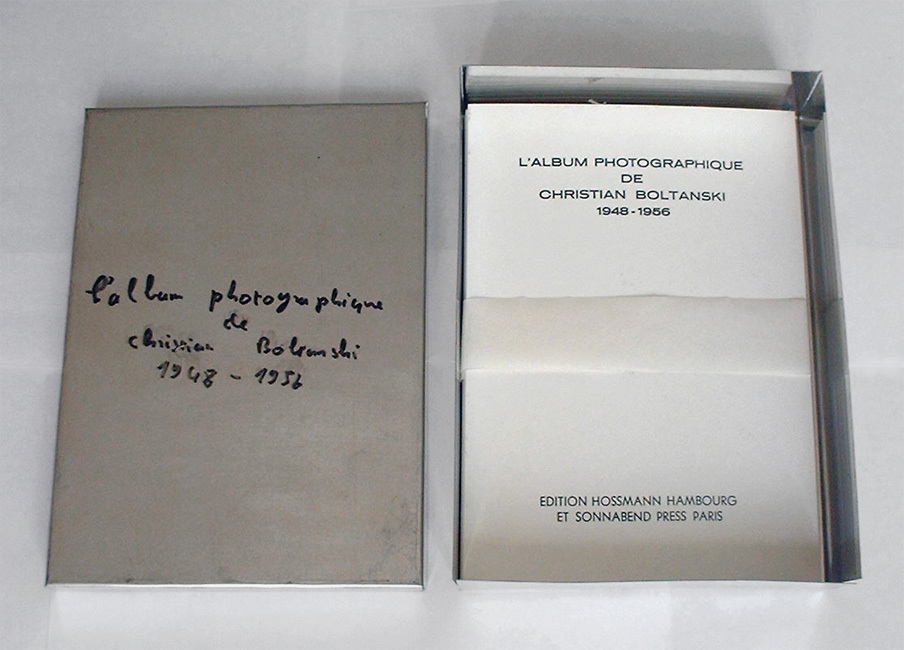 l'album photographique
de
christian Boltanski
1948 - 1956
L'ALBUM PHOTOGRAPHIQUE
DE
CHRISTIAN BOLTANSKI
1948-1956
EDITION HOSSMANN HAMBOURG
ET SONNABEND PRESS PARIS